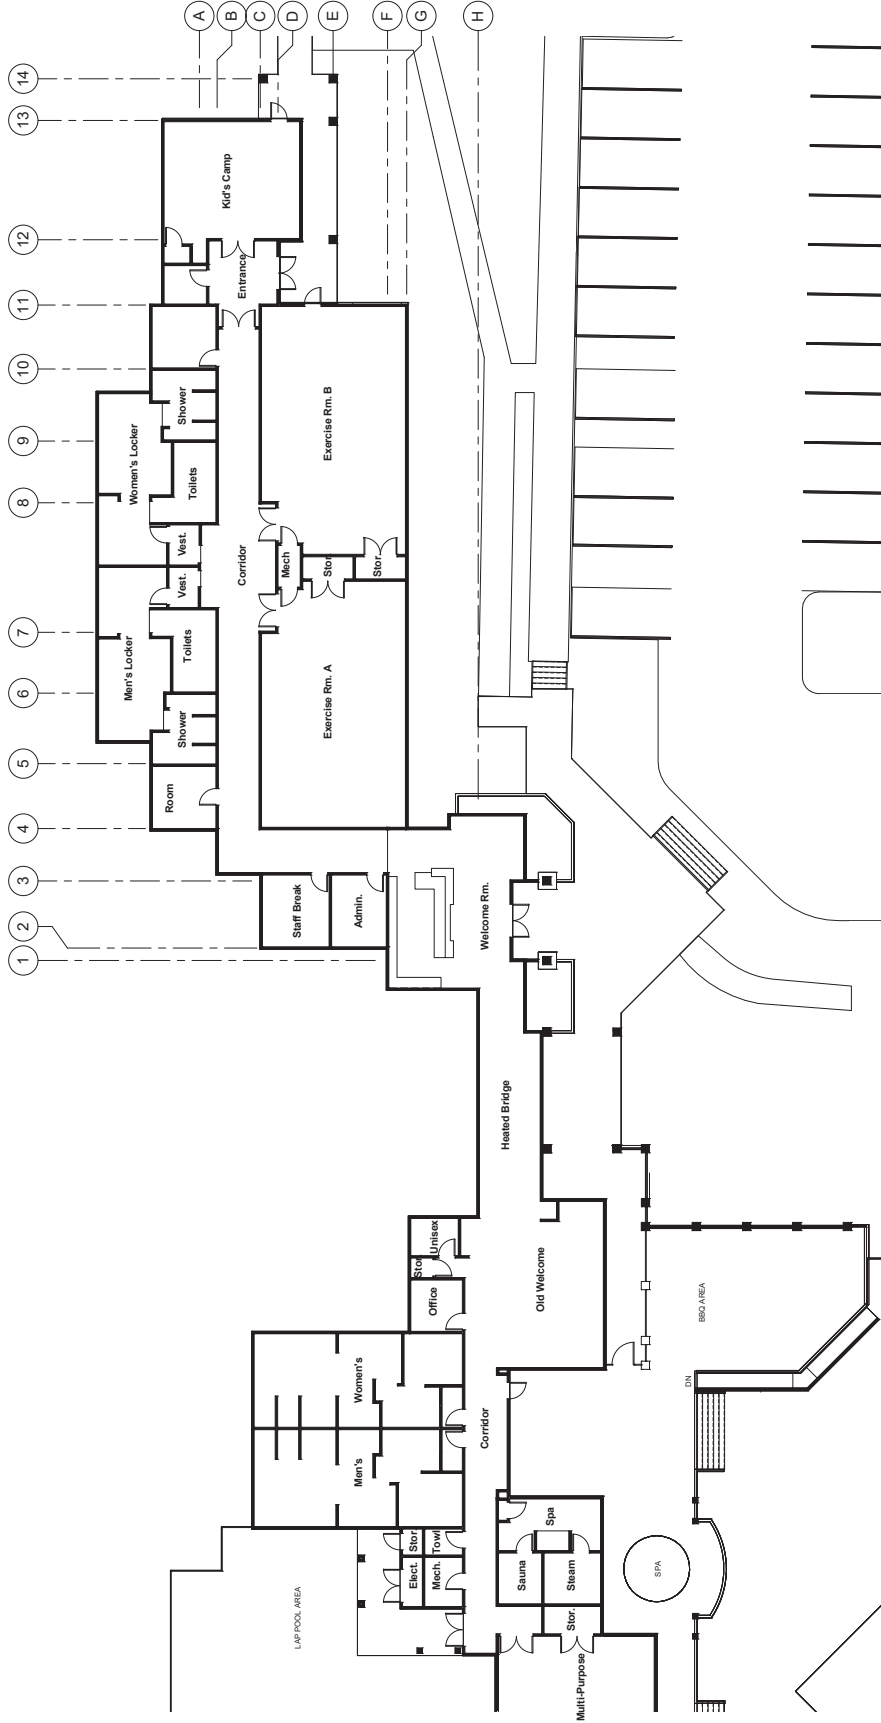 A
B
C
D
E
F
G
H
14
13
12
11
10
9
8
7
6
5
4
3
2
1
Kid's Camp
Entrance
Shower
Women's Locker
Toilets
Exercise Rm. B
Vest.
Corridor
Mech
Stor
Stor.
Vest.
Toilets
Men's Locker
Exercise Rm. A
Shower
Room
Staff Break
Admin.
Welcome Rm.
Heated Bridge
Unisex
Stor
Office
Old Welcome
BBQ AREA
DN
Women's
Men's
Corridor
Spa
Stor.
Towl
Elect.
Mech.
Sauna
Steam
SPA
Stor.
LAP POOL AREA
Multi-Purpose